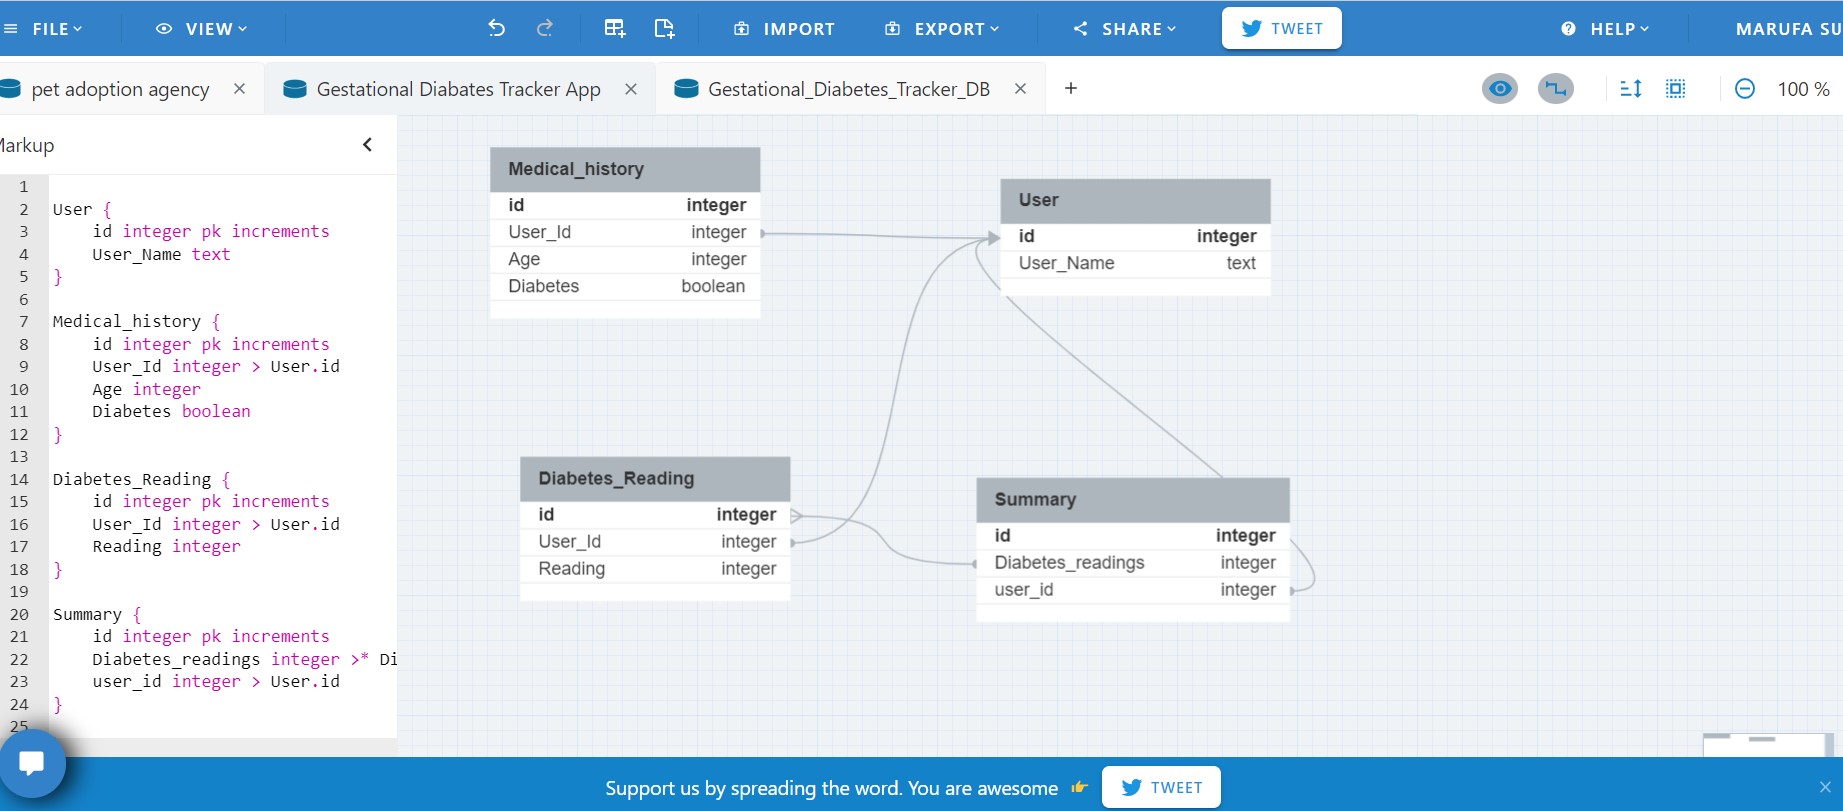 FILE
VIEW
IMPORT
EXPORT
SHARE
TWEET
HELP
MARUFA SU
pet adoption agency
Gestational Diabates Tracker App
Gestational_Diabetes_Tracker_DB
+
100 %
arkup
1
2 User {
3 id integer pk increments
4 User_Name text
5 }
6
7 Medical_history {
8 id integer pk increments
9 User_Id integer > User.id
10 Age integer
11 Diabetes boolean
12 }
13
14 Diabetes_Reading {
15 id integer pk increments
16 User_Id integer > User.id
17 Reading integer
18 }
19
20 Summary {
21 id integer pk increments
22 Diabetes_readings integer >* Di
23 user_id integer > User.id
24 }
25
Medical_history
id integer
User_Id integer
Age integer
Diabetes boolean
User
id integer
User_Name text
Diabetes_Reading
id integer
User_Id integer
Reading integer
Summary
id integer
Diabetes_readings integer
user_id integer
Support us by spreading the word. You are awesome 👉 TWEET